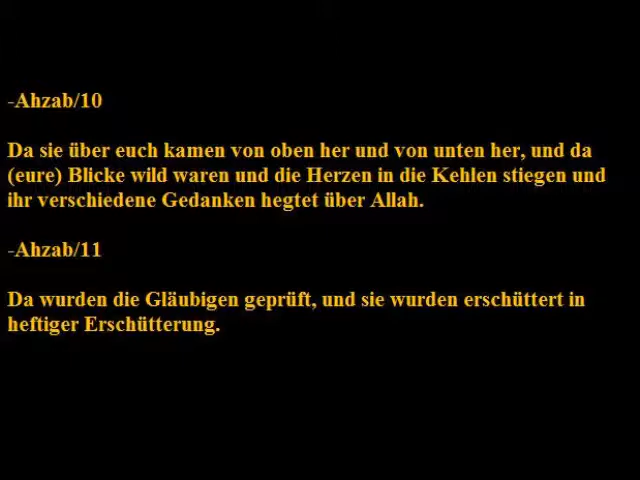 -Ahzab/10
Da sie über euch kamen von oben her und von unten her, und da
(eure) Blicke wild waren und die Herzen in die Kehlen stiegen und
ihr verschiedene Gedanken hegtet über Allah.
-Ahzab/11
Da wurden die Gläubigen geprüft, und sie wurden erschüttert in
heftiger Erschütterung.